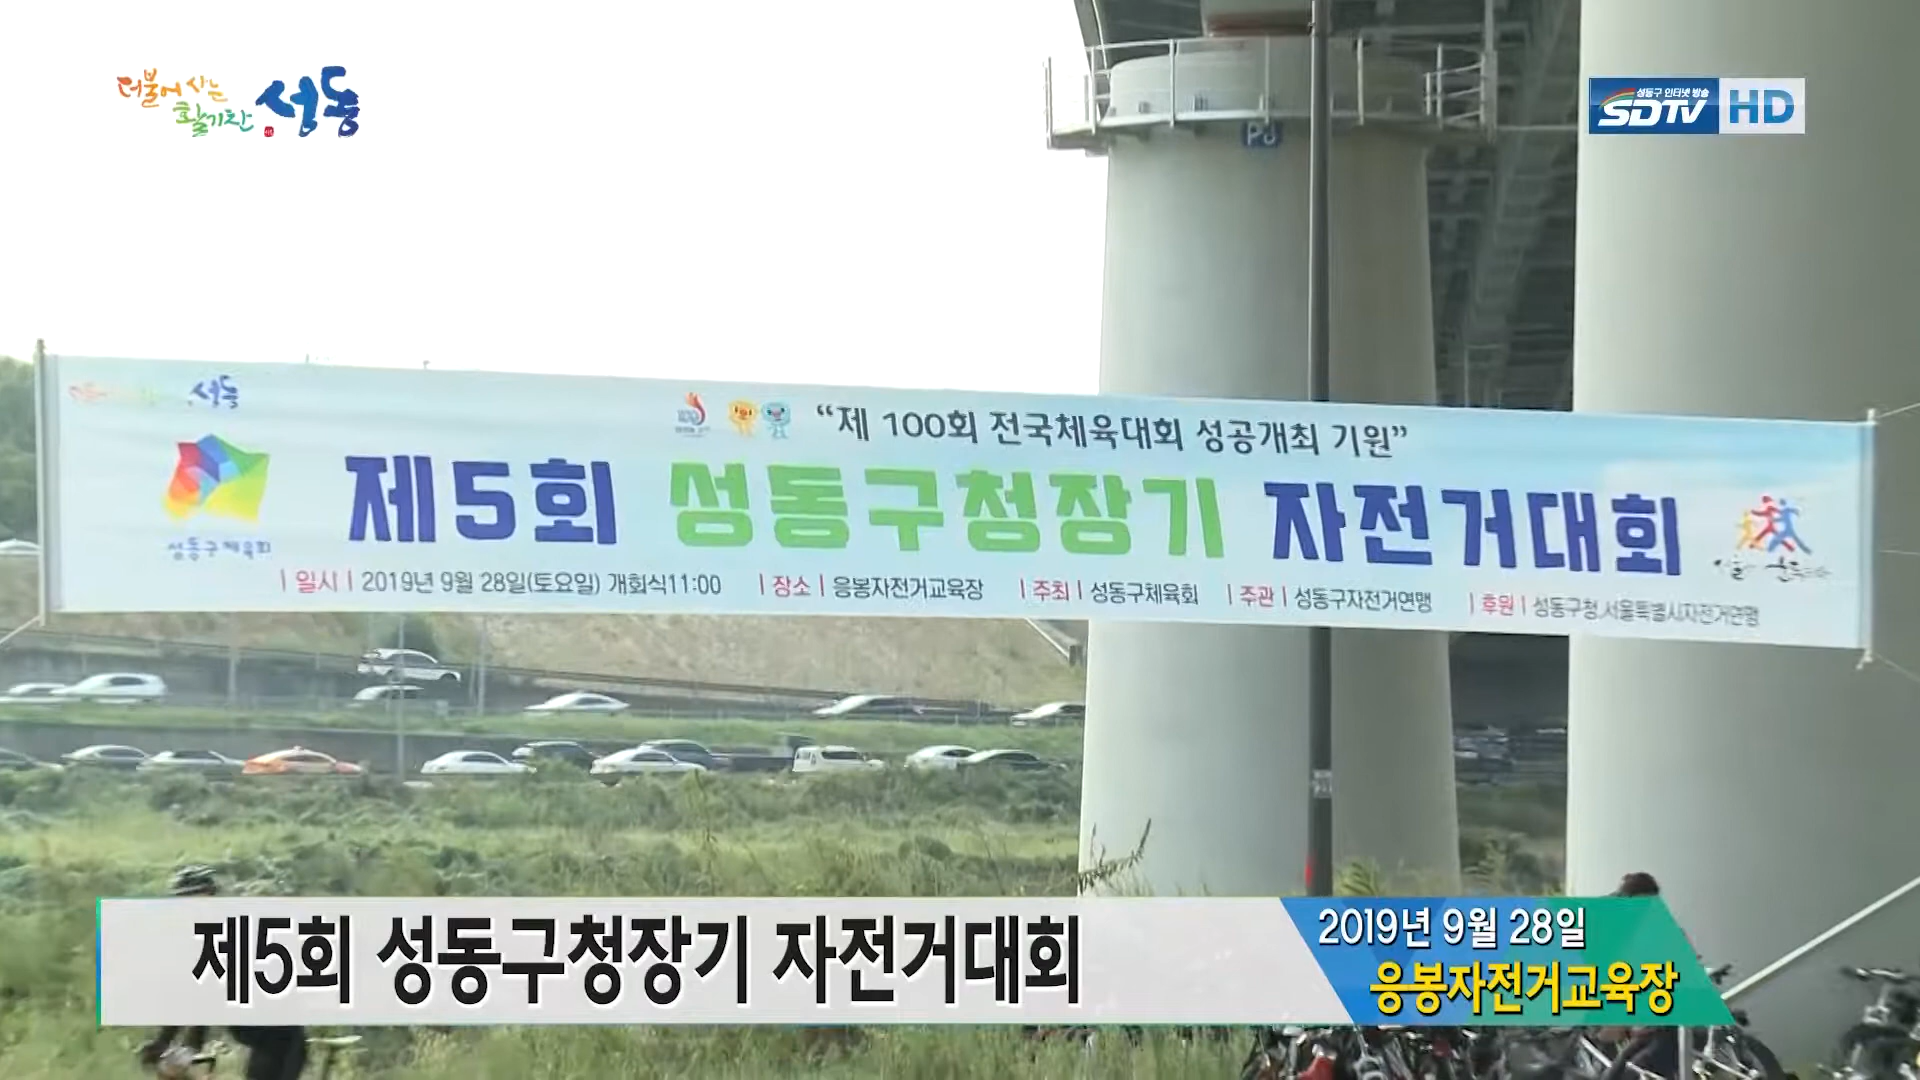 더불어 사는
활기찬 성동
성동구 인터넷 방송
SDTV HD
성동
100
“제 100회 전국체육대회 성공개최 기원”
제5회 성동구청장기 자전거대회
성동구체육회
| 일시 | 2019년 9월 28일(토요일) 개회식11:00 | 장소 | 응봉자전거교육장 | 주최 | 성동구체육회 | 주관 | 성동구자전거연맹 | 후원 | 성동구청.서울특별시자전거연맹
제5회 성동구청장기 자전거대회
2019년 9월 28일
응봉자전거교육장